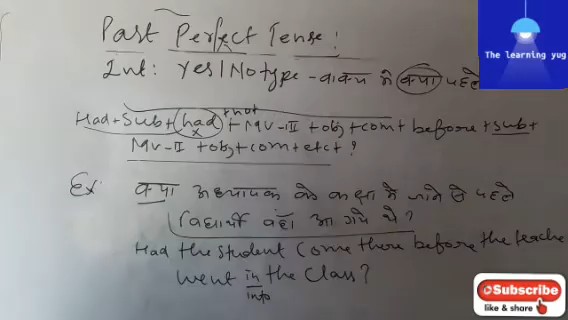 Past Perfect Tense:
Int: Yes/No type - वाक्य में क्या पहले
Had + Sub + had + not + MV-III + obj + com + before + sub +
MV-II + obj + com + etc + ?
Ex: क्या अध्यापक के कक्षा में जाने से पहले
विद्यार्थी वहाँ आ गये थे?
Had the student come there before the teache
went in the class?
into
The learning yug
Subscribe
like & share